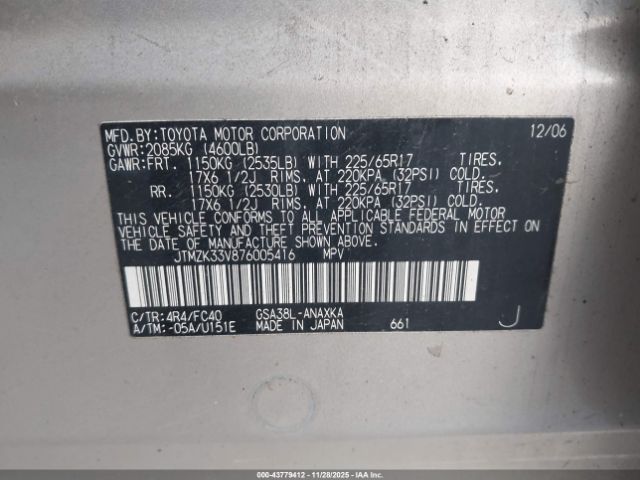 MFD. BY: TOYOTA MOTOR CORPORATION 12/06
GVWR: 2085KG (4600LB)
GAWR: FRT. 1150KG (2535LB) WITH 225/65R17 TIRES.
17X6 1/2J RIMS. AT 220KPA. (32PSI) COLD.
RR. 1150KG (2530LB) WITH 225/65R17 TIRES.
17X6 1/2J RIMS. AT 220KPA. (32PSI) COLD.
THIS VEHICLE CONFORMS TO ALL APPLICABLE FEDERAL MOTOR
VEHICLE SAFETY AND THEFT PREVENTION STANDARDS IN EFFECT ON
THE DATE OF MANUFACTURE SHOWN ABOVE.
JTMZK33V876005416 MPV
C/TR: 4R4/FC40 GSA38L-ANAXKA
A/TM: -05A/U151E MADE IN JAPAN 661 J
000-43779412 - 11/28/2025 - COPART